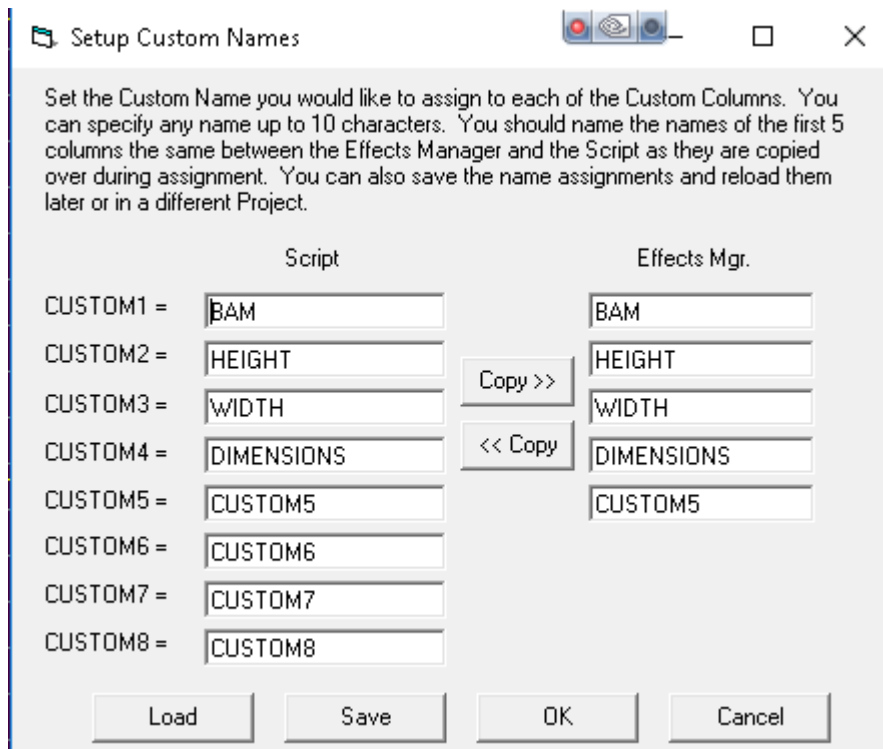 Setup Custom Names
Set the Custom Name you would like to assign to each of the Custom Columns. You
can specify any name up to 10 characters. You should name the names of the first 5
columns the same between the Effects Manager and the Script as they are copied
over during assignment. You can also save the name assignments and reload them
later or in a different Project.
Script Effects Mgr.
CUSTOM1 = BAM BAM
CUSTOM2 = HEIGHT HEIGHT
Copy >>
CUSTOM3 = WIDTH WIDTH
CUSTOM4 = DIMENSIONS << Copy DIMENSIONS
CUSTOM5 = CUSTOM5 CUSTOM5
CUSTOM6 = CUSTOM6
CUSTOM7 = CUSTOM7
CUSTOM8 = CUSTOM8
Load Save OK Cancel